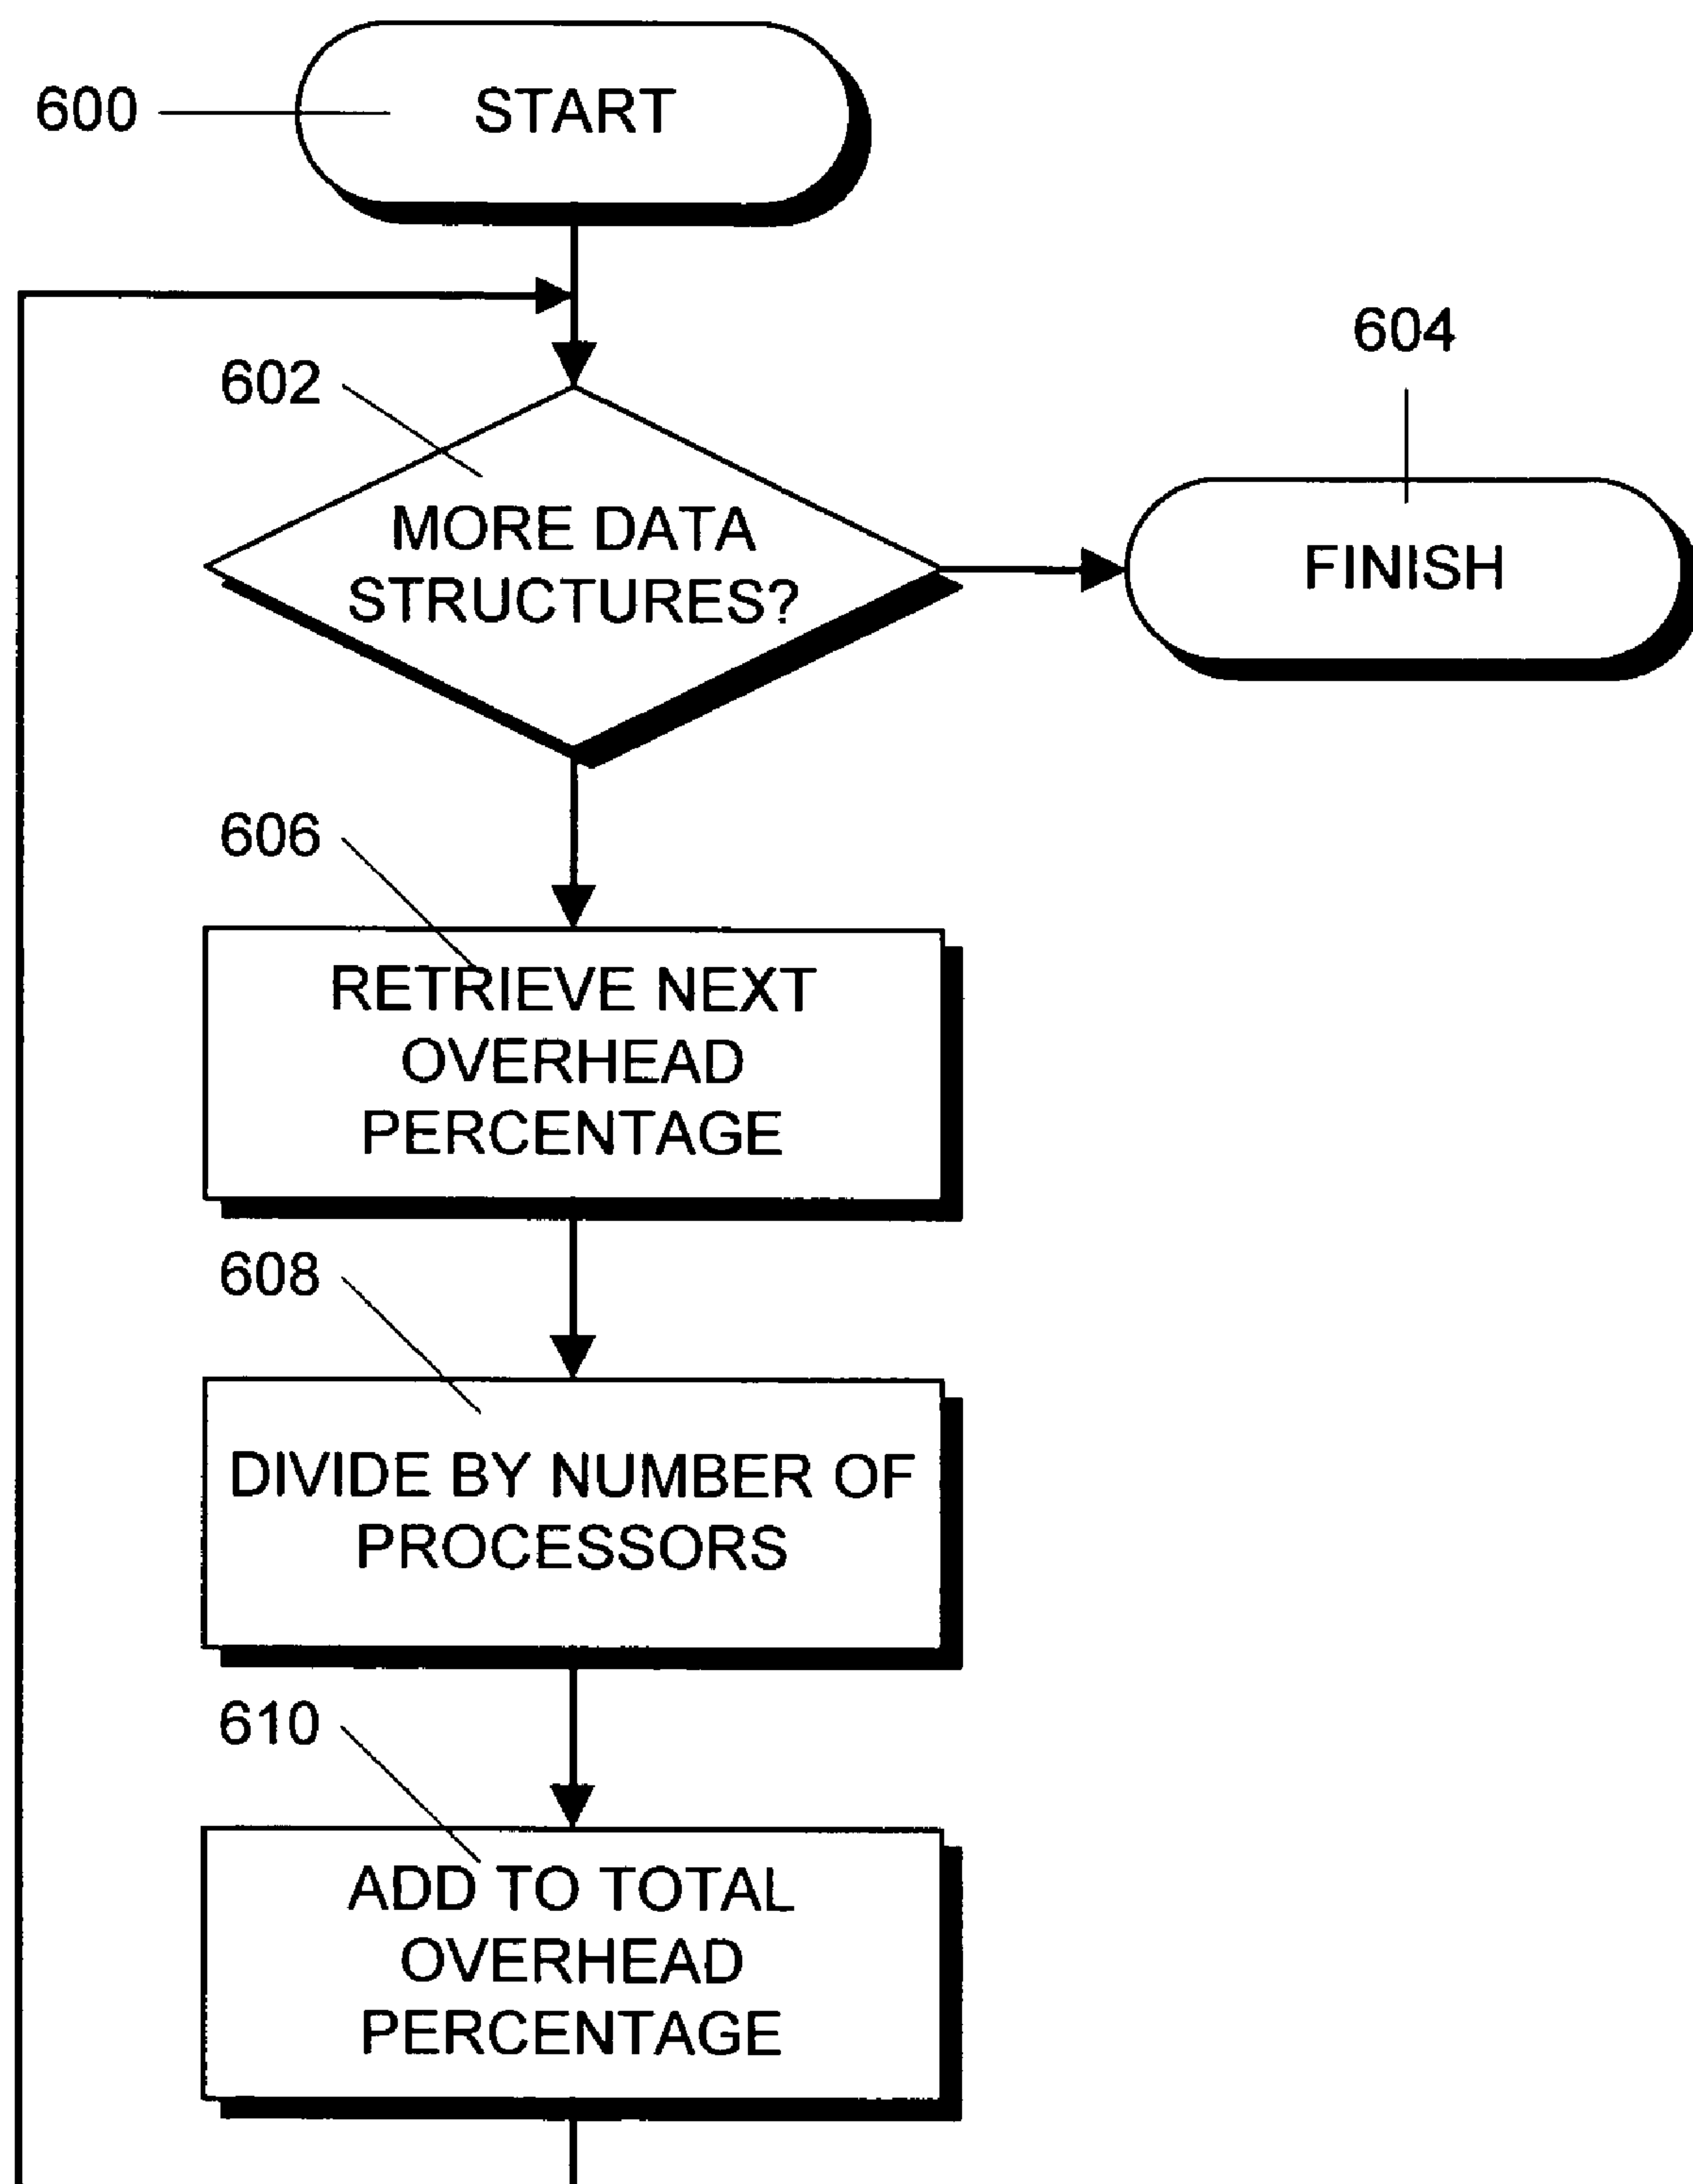 600
START
604
602
MORE DATA
STRUCTURES?
FINISH
606
RETRIEVE NEXT
OVERHEAD
PERCENTAGE
608
DIVIDE BY NUMBER OF
PROCESSORS
610
ADD TO TOTAL
OVERHEAD
PERCENTAGE